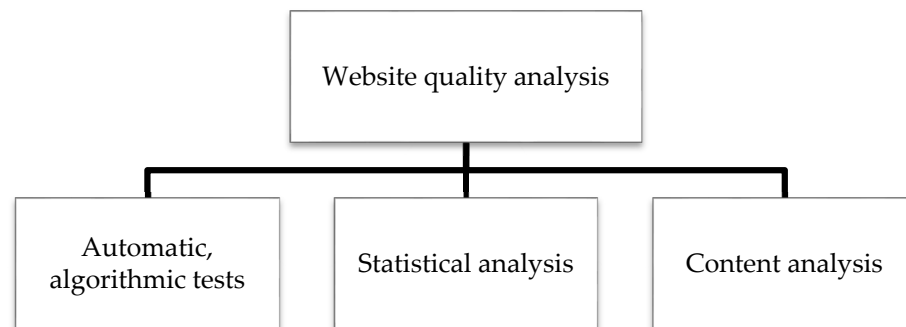 Website quality analysis
Automatic,
algorithmic tests
Statistical analysis
Content analysis